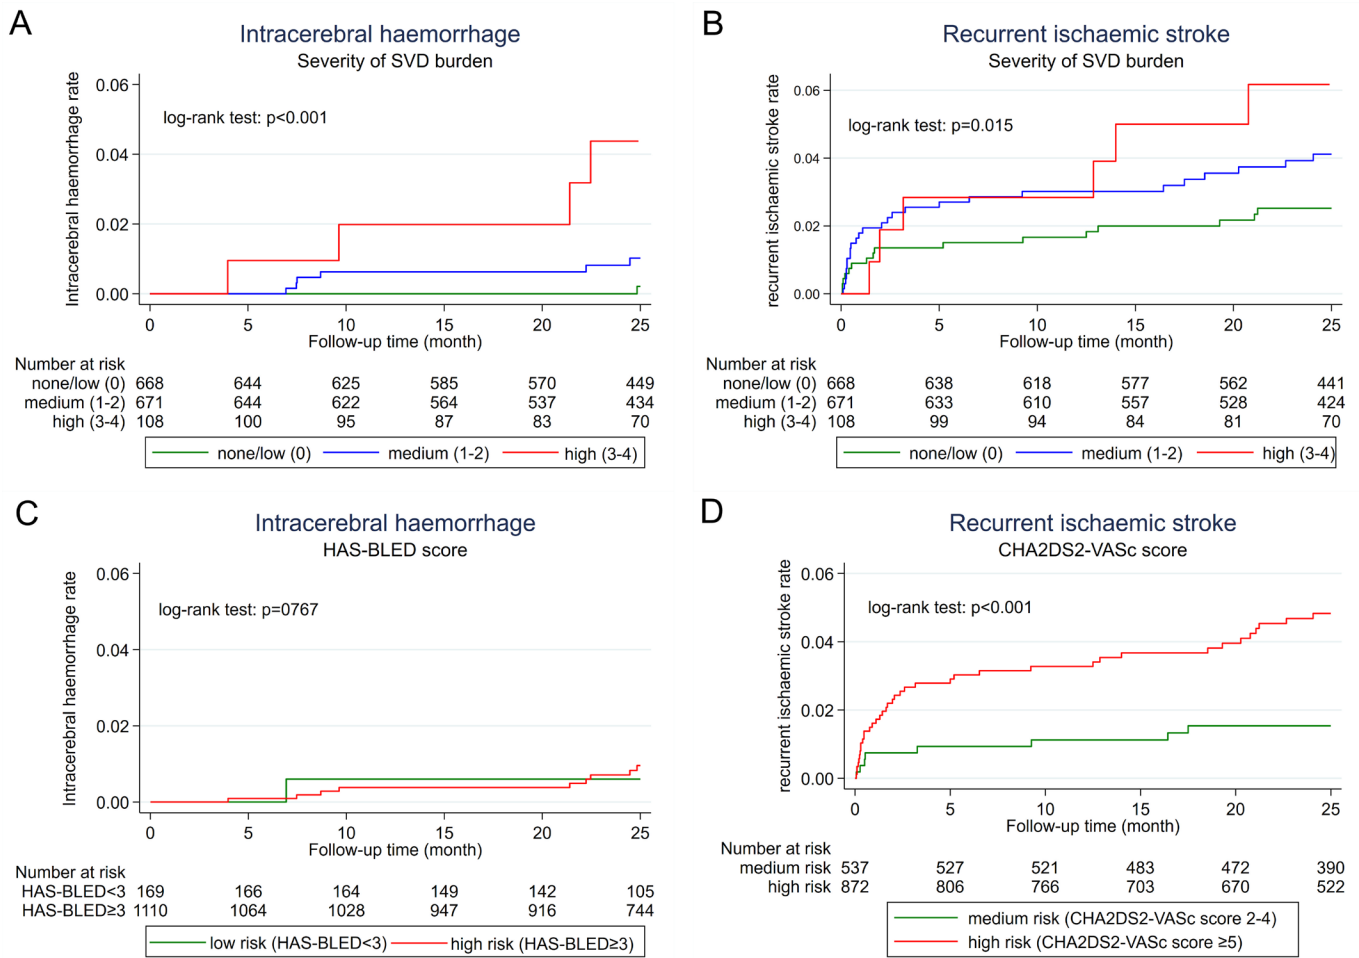 A
Intracerebral haemorrhage
Severity of SVD burden
Intracerebral haemorrhage rate
0.06
0.04
0.02
0.00
log-rank test: p<0.001
0 5 10 15 20 25
Follow-up time (month)
Number at risk
none/low (0) 668 644 625 585 570 449
medium (1-2) 671 644 622 564 537 434
high (3-4) 108 100 95 87 83 70
none/low (0) medium (1-2) high (3-4)
B
Recurrent ischaemic stroke
Severity of SVD burden
recurrent ischaemic stroke rate
0.06
0.04
0.02
0.00
log-rank test: p=0.015
0 5 10 15 20 25
Follow-up time (month)
Number at risk
none/low (0) 668 638 618 577 562 441
medium (1-2) 671 633 610 557 528 424
high (3-4) 108 99 94 84 81 70
none/low (0) medium (1-2) high (3-4)
C
Intracerebral haemorrhage
HAS-BLED score
Intracerebral haemorrhage rate
0.06
0.04
0.02
0.00
log-rank test: p=0767
0 5 10 15 20 25
Follow-up time (month)
Number at risk
HAS-BLED<3 169 166 164 149 142 105
HAS-BLED≥3 1110 1064 1028 947 916 744
low risk (HAS-BLED<3) high risk (HAS-BLED≥3)
D
Recurrent ischaemic stroke
CHA2DS2-VASc score
recurrent ischaemic stroke rate
0.06
0.04
0.02
0.00
log-rank test: p<0.001
0 5 10 15 20 25
Follow-up time (month)
Number at risk
medium risk 537 527 521 483 472 390
high risk 872 806 766 703 670 522
medium risk (CHA2DS2-VASc score 2-4)
high risk (CHA2DS2-VASc score ≥5)